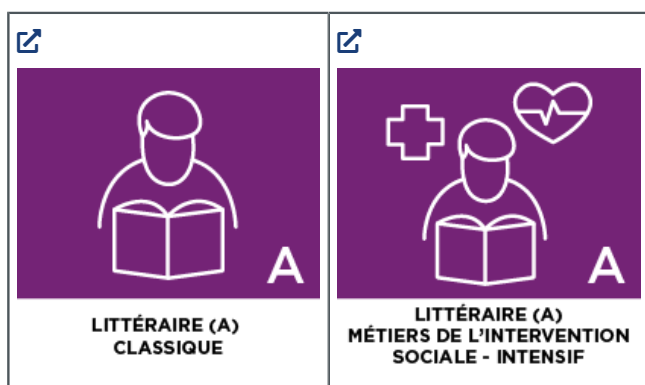 A
LITTÉRAIRE (A)
CLASSIQUE
A
LITTÉRAIRE (A)
MÉTIERS DE L'INTERVENTION
SOCIALE - INTENSIF